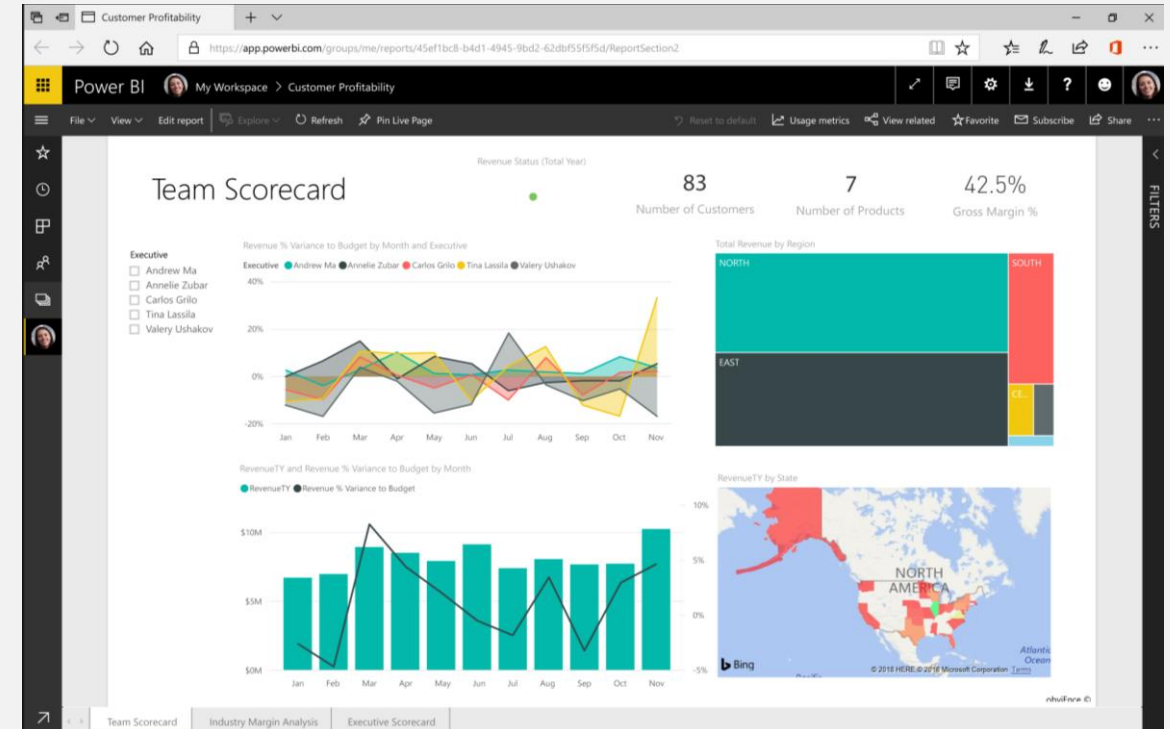 Customer Profitability
https://app.powerbi.com/groups/me/reports/45ef1bc8-b4d1-4945-9bd2-62dbf55f5f5d/ReportSection2
Power BI My Workspace > Customer Profitability
File View Edit report Explore Refresh Pin Live Page Reset to default Usage metrics View related Favorite Subscribe Share
FILTERS
Team Scorecard
Revenue Status (Total Year)
83
Number of Customers
7
Number of Products
42.5%
Gross Margin %
Executive
Andrew Ma
Annelie Zubar
Carlos Grilo
Tina Lassila
Valery Ushakov
Revenue % Variance to Budget by Month and Executive
Executive Andrew Ma Annelie Zubar Carlos Grilo Tina Lassila Valery Ushakov
40%
20%
0%
-20%
Jan Feb Mar Apr May Jun Jul Aug Sep Oct Nov
Total Revenue by Region
NORTH
SOUTH
EAST
CE...
RevenueTY and Revenue % Variance to Budget by Month
RevenueTY Revenue % Variance to Budget
$10M
$5M
$0M
10%
5%
0%
-5%
Jan Feb Mar Apr May Jun Jul Aug Sep Oct Nov
RevenueTY by State
NORTH
AMERICA
Atlantic
Ocean
Bing
© 2018 HERE © 2018 Microsoft Corporation Terms
obviEnce ©
Team Scorecard Industry Margin Analysis Executive Scorecard